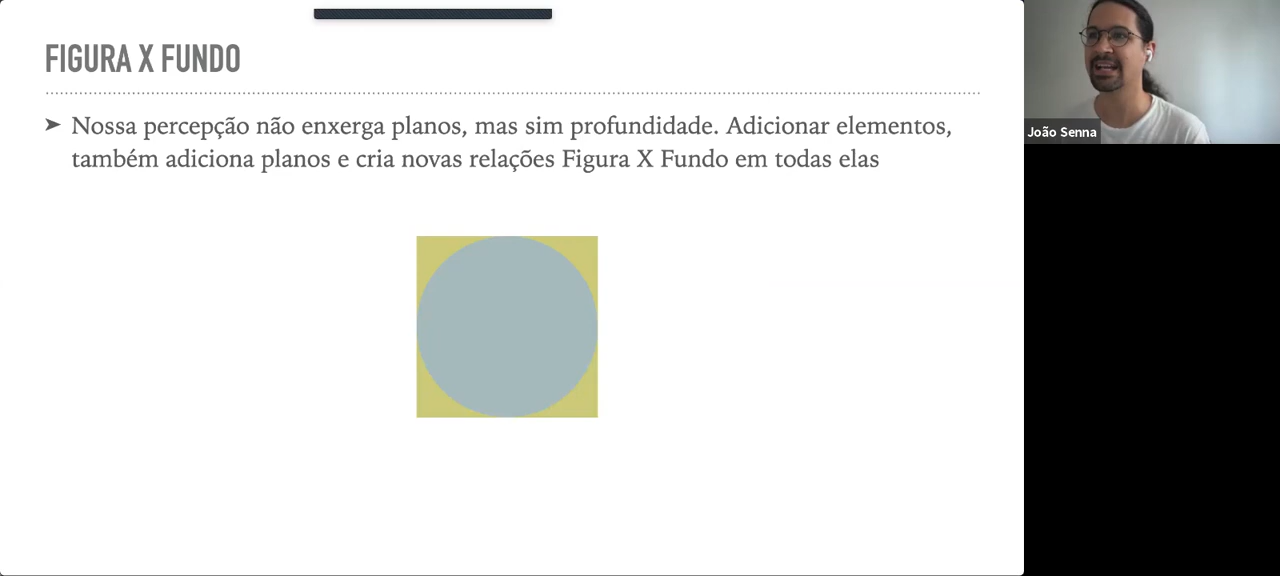 FIGURA X FUNDO
➤ Nossa percepção não enxerga planos, mas sim profundidade. Adicionar elementos,
também adiciona planos e cria novas relações Figura X Fundo em todas elas
João Senna